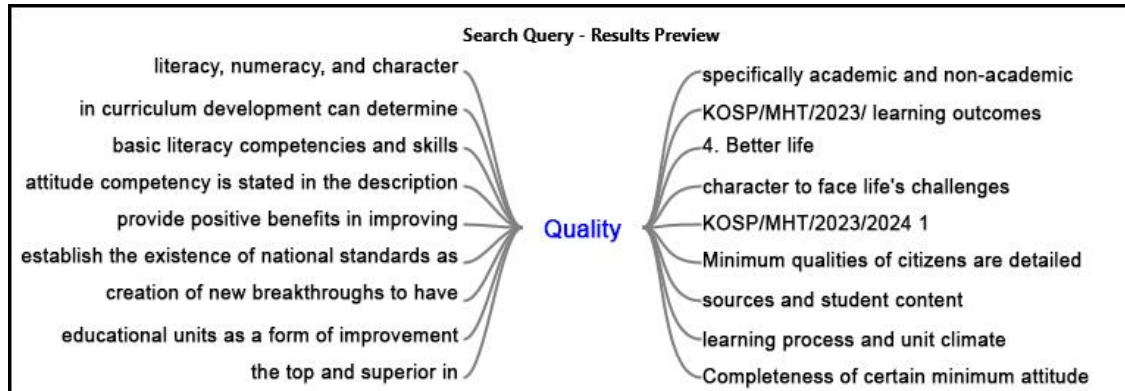 Search Query - Results Preview
literacy, numeracy, and character
in curriculum development can determine
basic literacy competencies and skills
attitude competency is stated in the description
provide positive benefits in improving
establish the existence of national standards as
creation of new breakthroughs to have
educational units as a form of improvement
the top and superior in
Quality
specifically academic and non-academic
KOSP/MHT/2023/ learning outcomes
4. Better life
character to face life's challenges
KOSP/MHT/2023/2024 1
Minimum qualities of citizens are detailed
sources and student content
learning process and unit climate
Completeness of certain minimum attitude